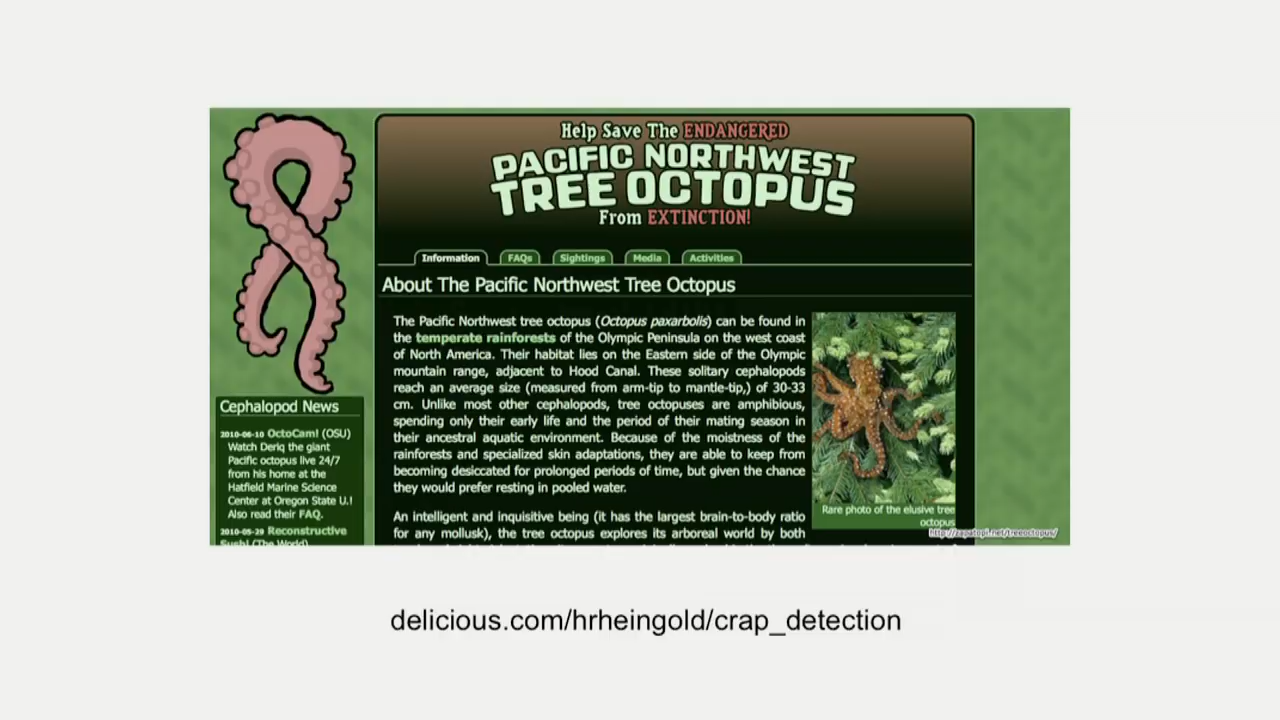 Help Save The ENDANGERED
PACIFIC NORTHWEST
TREE OCTOPUS
From EXTINCTION!
Information FAQs Sightings Media Activities
About The Pacific Northwest Tree Octopus
The Pacific Northwest tree octopus (Octopus paxarbolis) can be found in
the temperate rainforests of the Olympic Peninsula on the west coast
of North America. Their habitat lies on the Eastern side of the Olympic
mountain range, adjacent to Hood Canal. These solitary cephalopods
reach an average size (measured from arm-tip to mantle-tip,) of 30-33
cm. Unlike most other cephalopods, tree octopuses are amphibious,
spending only their early life and the period of their mating season in
their ancestral aquatic environment. Because of the moistness of the
rainforests and specialized skin adaptations, they are able to keep from
becoming desiccated for prolonged periods of time, but given the chance
they would prefer resting in pooled water.
An intelligent and inquisitive being (it has the largest brain-to-body ratio
for any mollusk), the tree octopus explores its arboreal world by both
Rare photo of the elusive tree
octopus
http://zapatopi.net/treeoctopus/
Cephalopod News
2010-06-10 OctoCam! (OSU)
Watch Deriq the giant
Pacific octopus live 24/7
from his home at the
Hatfield Marine Science
Center at Oregon State U.!
Also read their FAQ.
2010-05-29 Reconstructive
Sushi (The World)
delicious.com/hrheingold/crap_detection